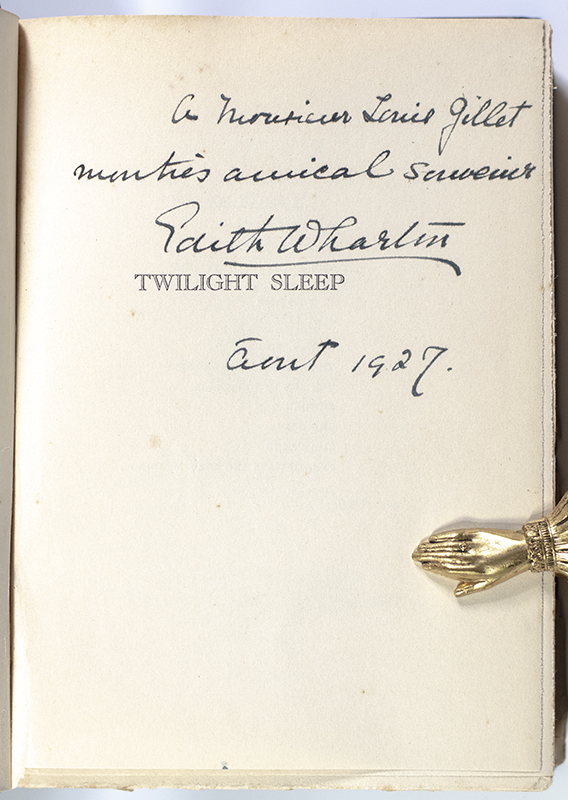 a Monsieur Louis Gillet
mon très amical souvenir
Edith Wharton
TWILIGHT SLEEP
août 1927.